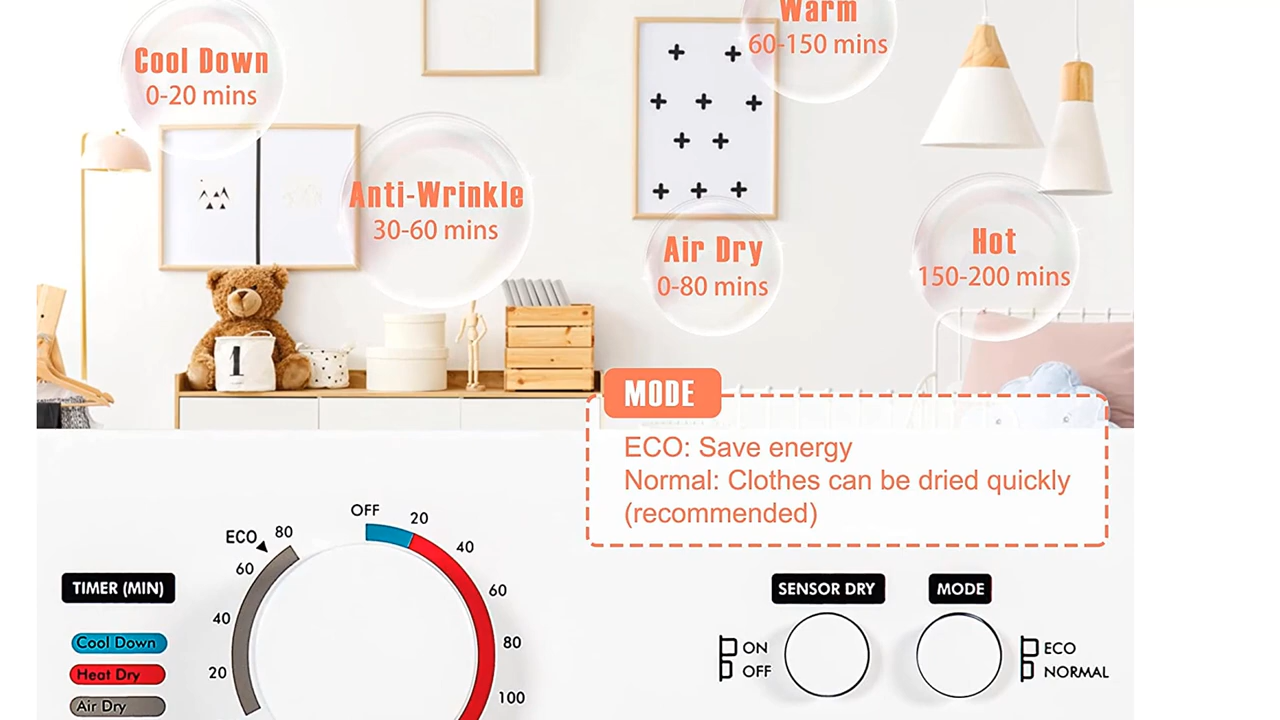 Warm
60-150 mins
Cool Down
0-20 mins
Anti-Wrinkle
30-60 mins
Air Dry
0-80 mins
Hot
150-200 mins
1
MODE
ECO: Save energy
Normal: Clothes can be dried quickly
(recommended)
OFF
20
40
60
80
100
ECO
80
60
40
20
TIMER (MIN)
Cool Down
Heat Dry
Air Dry
SENSOR DRY
ON
OFF
MODE
ECO
NORMAL